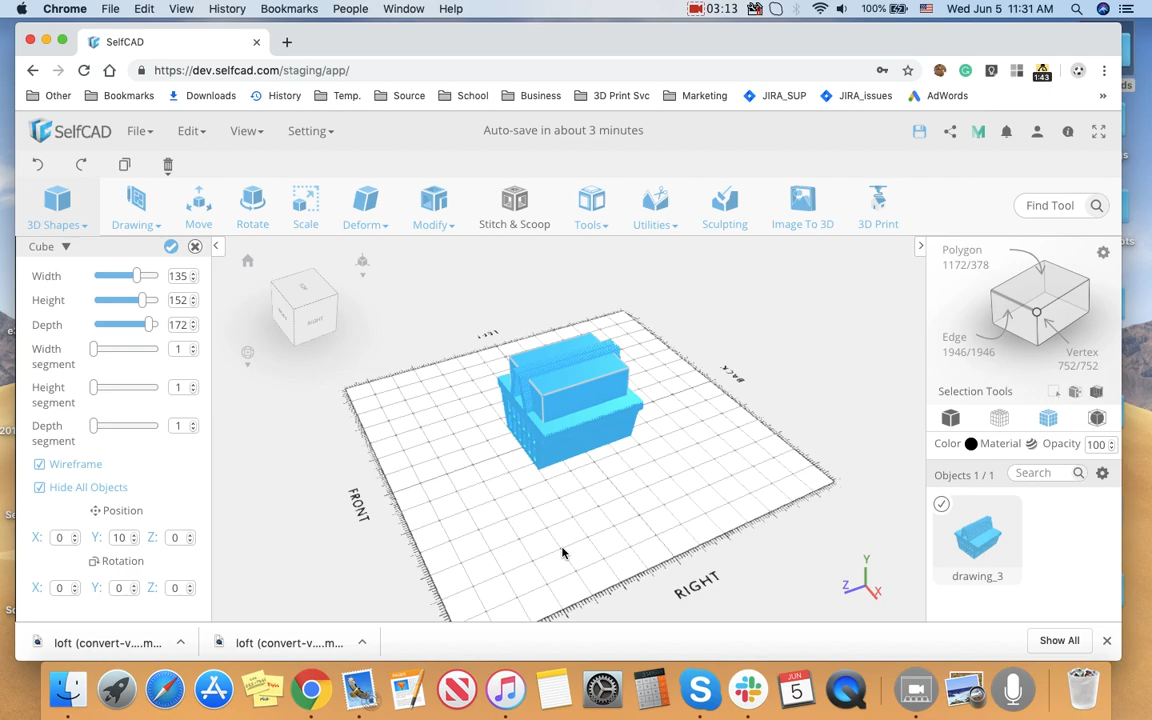 Chrome File Edit View History Bookmarks People Window Help 03:13 100% Wed Jun 5 11:31 AM
SelfCAD
https://dev.selfcad.com/staging/app/
1:43
Other Bookmarks Downloads History Temp. Source School Business 3D Print Svc Marketing JIRA_SUP JIRA_issues AdWords »
SelfCAD File Edit View Setting Auto-save in about 3 minutes
3D Shapes Drawing Move Rotate Scale Deform Modify Stitch & Scoop Tools Utilities Sculpting Image To 3D 3D Print Find Tool
Cube
Width 135
Height 152
Depth 172
Width segment 1
Height segment 1
Depth segment 1
Wireframe
Hide All Objects
Position
X: 0 Y: 10 Z: 0
Rotation
X: 0 Y: 0 Z: 0
RIGHT
LEFT
BACK
FRONT
RIGHT
Y
Z
X
Polygon
1172/378
Edge
1946/1946
Vertex
752/752
Selection Tools
Color Material Opacity 100
Objects 1 / 1 Search
drawing_3
loft (convert-v....m... loft (convert-v....m... Show All
JUN
5